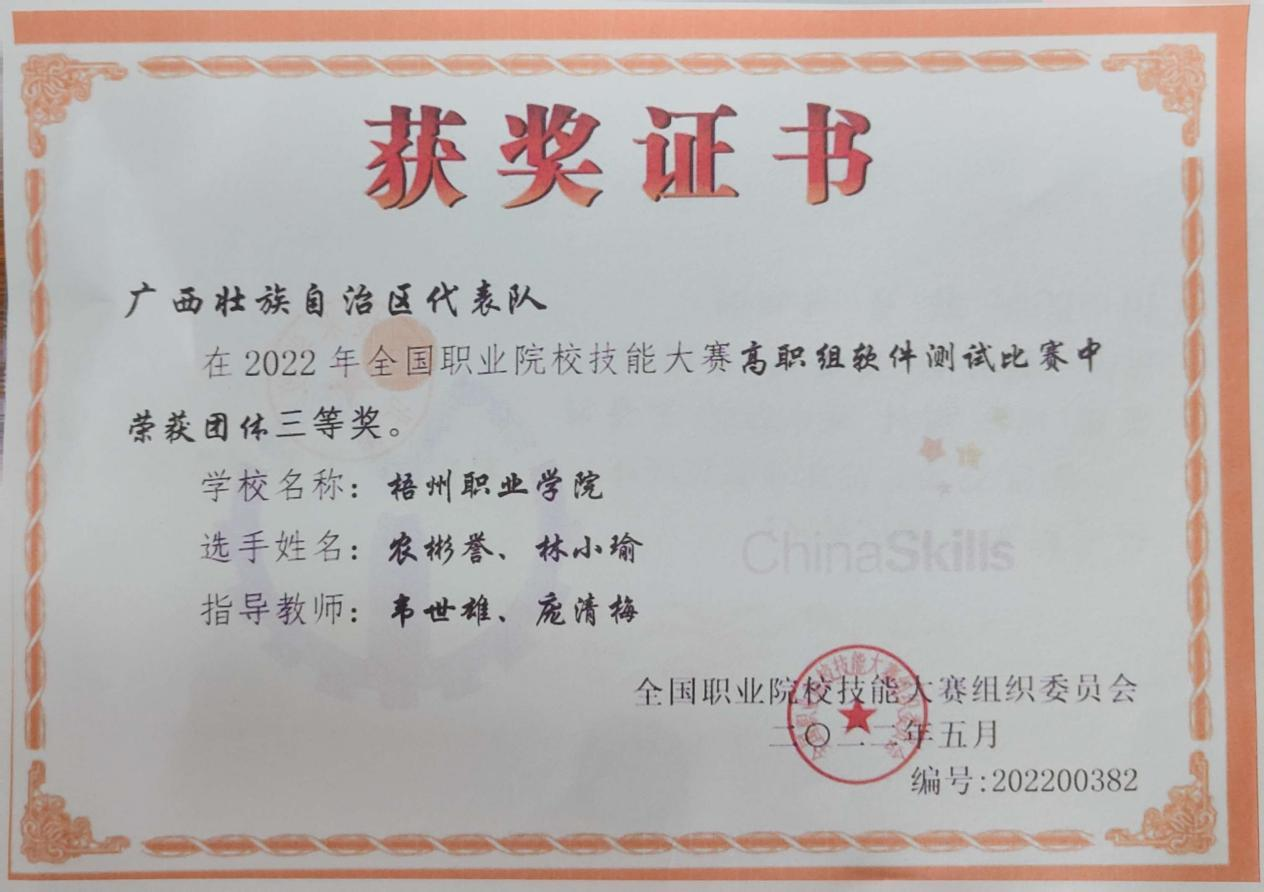 获奖证书
广西壮族自治区代表队
在2022年全国职业院校技能大赛高职组软件测试比赛中
荣获团体三等奖。
学校名称：梧州职业学院
选手姓名：农彬誉、林小瑜
ChinaSkills
指导教师：韦世雄、庞清梅
全国职业院校技能大赛组织委员会
二〇二二年五月
编号:202200382